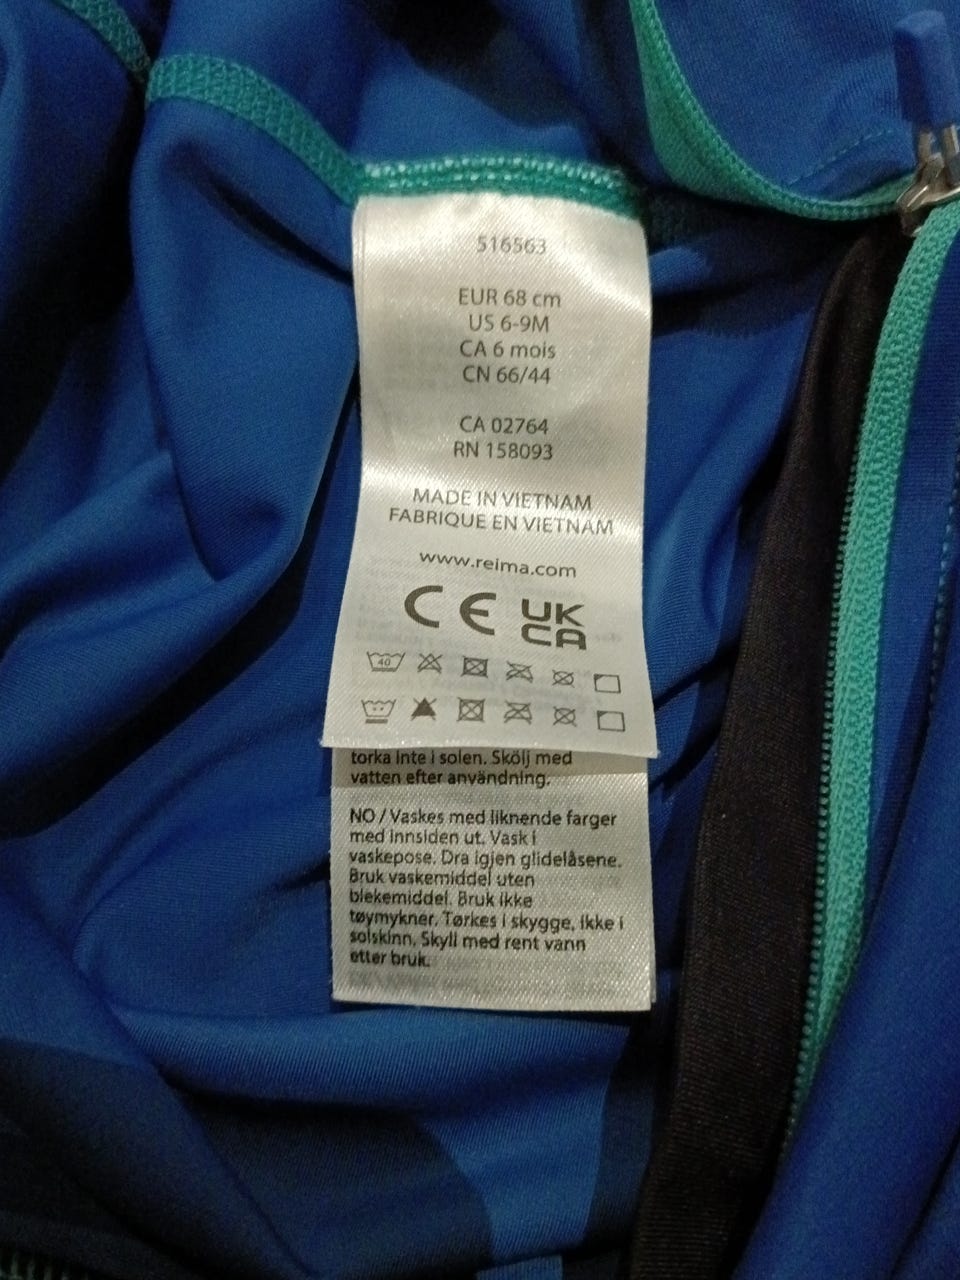 516563
EUR 68 cm
US 6-9M
CA 6 mois
CN 66/44
CA 02764
RN 158093
MADE IN VIETNAM
FABRIQUE EN VIETNAM
www.reima.com
CE UK
CA
40
torka inte i solen. Skölj med
vatten efter användning.
NO / Vaskes med liknende farger
med innsiden ut. Vask i
vaskepose. Dra igjen glidelåsene.
Bruk vaskemiddel uten
blekemiddel. Bruk ikke
tøymykner. Tørkes i skygge, ikke i
solskinn. Skyll med rent vann
etter bruk.